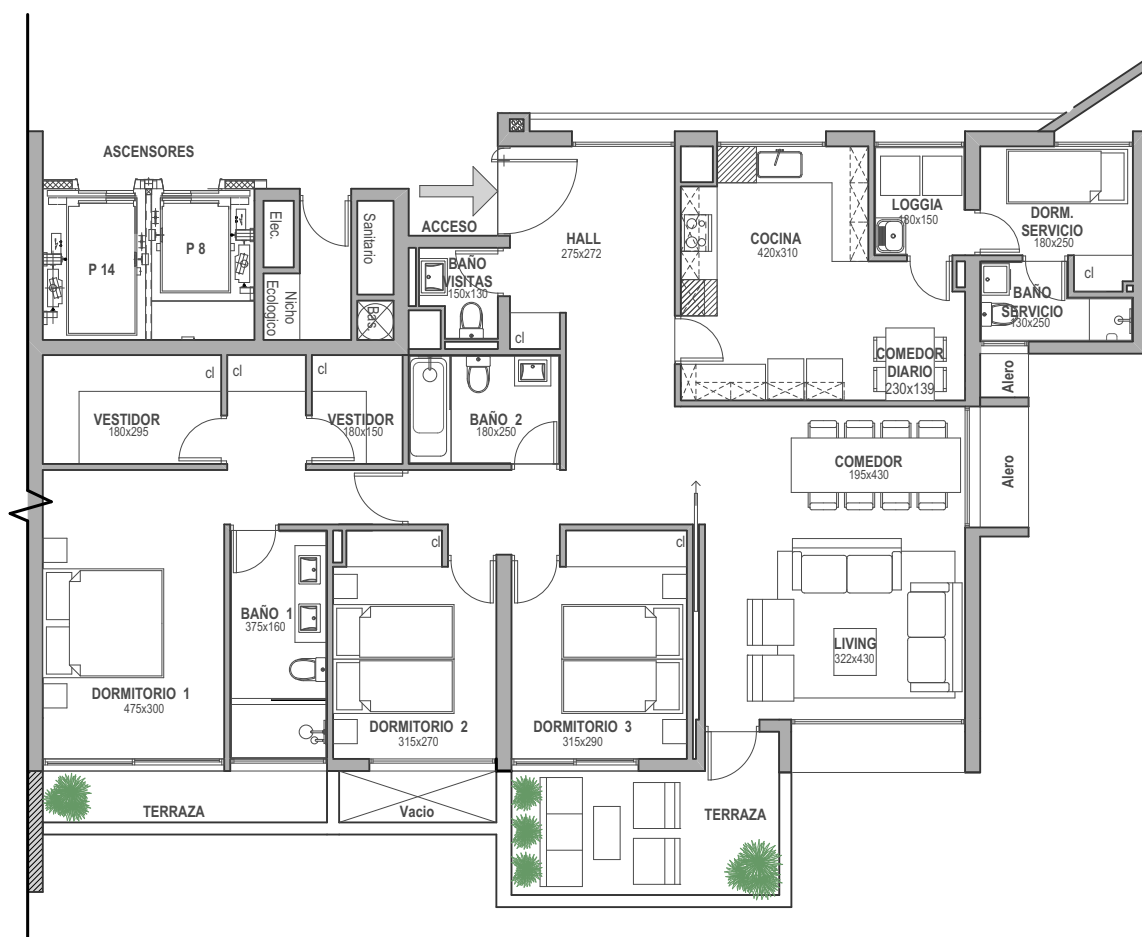 ASCENSORES
P 14
P 8
Elec.
Nicho
Ecologico
Sanitario
Bas.
ACCESO
BAÑO
VISITAS
150x130
cl
HALL
275x272
COCINA
420x310
LOGGIA
180x150
DORM.
SERVICIO
180x250
cl
BAÑO
SERVICIO
130x250
COMEDOR
DIARIO
230x139
Alero
cl
cl
cl
VESTIDOR
180x295
VESTIDOR
180x150
BAÑO 2
180x250
COMEDOR
195x430
Alero
cl
cl
BAÑO 1
375x160
LIVING
322x430
DORMITORIO 1
475x300
DORMITORIO 2
315x270
DORMITORIO 3
315x290
TERRAZA
Vacio
TERRAZA